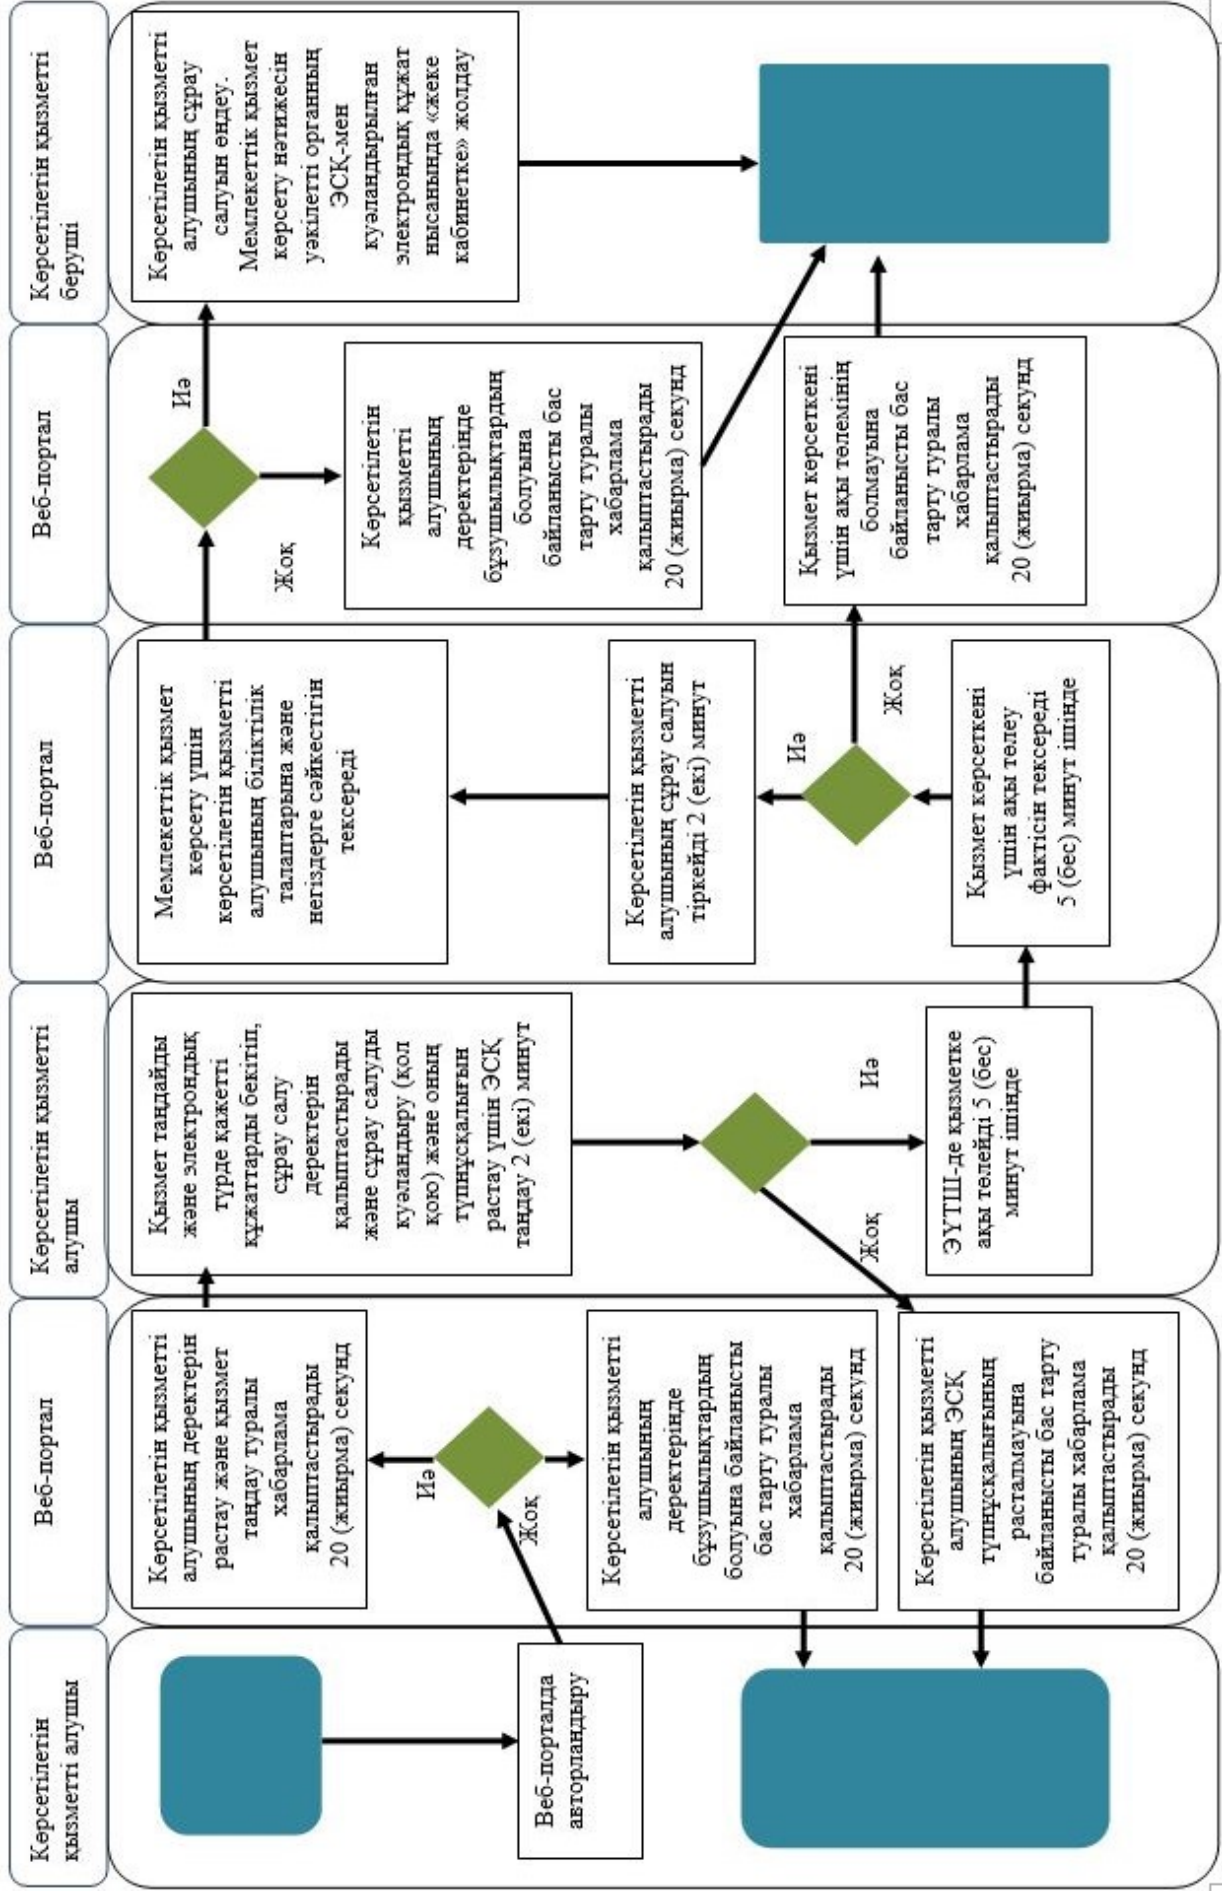 Көрсетілетін
қызметті алушы
Веб-портал
Көрсетілетін қызметті
алушы
Веб-портал
Веб-портал
Көрсетілетін қызметті
беруші
Веб-порталда
авторландыру
Көрсетілетін қызметті
алушының деректерін
растау және қызмет
таңдау туралы
хабарлама
қалыптастырады
20 (жиырма) секунд
Иә
Жоқ
Көрсетілетін қызметті
алушының
деректерінде
бұзушылықтардың
болуына байланысты
бас тарту туралы
хабарлама
қалыптастырады
20 (жиырма) секунд
Көрсетілетін қызметті
алушының ЭСҚ
түпнұсқалығының
расталмауына
байланысты бас тарту
туралы хабарлама
қалыптастырады
20 (жиырма) секунд
Қызмет таңдайды
және электрондық
түрде қажетті
құжаттарды бекітіп,
сұрау салу
деректерін
қалыптастырады
және сұрау салуды
куәландыру (қол
қою) және оның
түпнұсқалығын
растау үшін ЭСҚ
таңдау 2 (екі) минут
Жоқ
Иә
ЭҮТШ-де қызметке
ақы төлейді 5 (бес)
минут ішінде
Мемлекеттік қызмет
көрсету үшін
көрсетілетін қызметті
алушының біліктілік
талаптарына және
негіздерге сәйкестігін
тексереді
Көрсетілетін қызметті
алушының сұрау салуын
тіркейді 2 (екі) минут
Иә
Жоқ
Қызмет көрсеткені
үшін ақы төлеу
фактісін тексереді
5 (бес) минут ішінде
Иә
Жоқ
Көрсетілетін
қызметті
алушының
деректерінде
бұзушылықтардың
болуына
байланысты бас
тарту туралы
хабарлама
қалыптастырады
20 (жиырма) секунд
Қызмет көрсеткені
үшін ақы төлемінің
болмауына
байланысты бас
тарту туралы
хабарлама
қалыптастырады
20 (жиырма) секунд
Көрсетілетін қызметті
алушының сұрау
салуын өңдеу.
Мемлекеттік қызмет
көрсету нәтижесін
уәкілетті органның
ЭСҚ-мен
куәландырылған
электрондық құжат
нысанында «жеке
кабинетке» жолдау